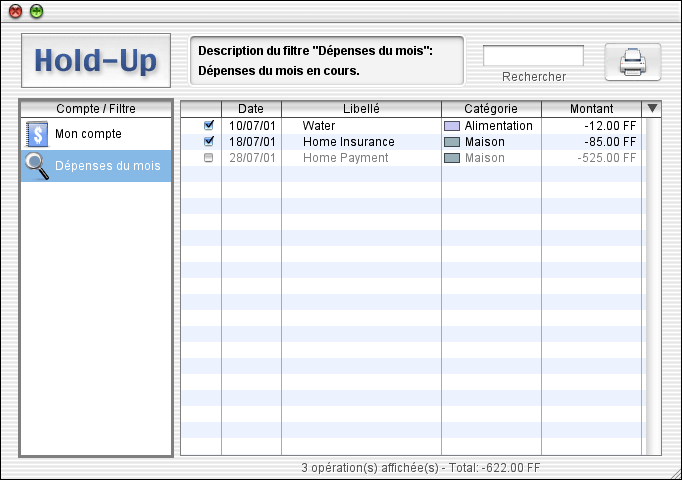 Hold-Up
Description du filtre "Dépenses du mois":
Dépenses du mois en cours.
Rechercher
Compte / Filtre
Mon compte
Dépenses du mois
Date Libellé Catégorie Montant
10/07/01 Water Alimentation -12.00 FF
18/07/01 Home Insurance Maison -85.00 FF
28/07/01 Home Payment Maison -525.00 FF
3 opération(s) affichée(s) - Total: -622.00 FF